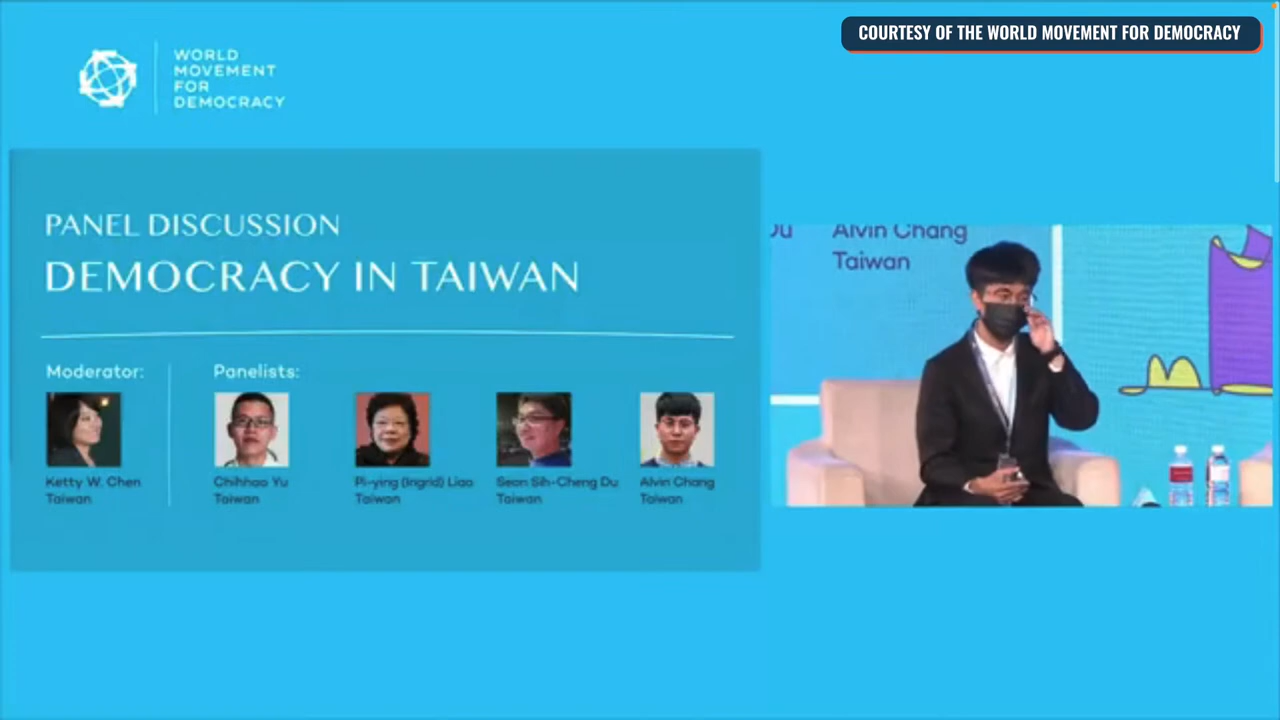 COURTESY OF THE WORLD MOVEMENT FOR DEMOCRACY
WORLD
MOVEMENT
FOR
DEMOCRACY
PANEL DISCUSSION
DEMOCRACY IN TAIWAN
Moderator:
Panelists:
Ketty W. Chen
Taiwan
Chihhao Yu
Taiwan
Pi-ying (Ingrid) Liao
Taiwan
Sean Sih-Cheng Du
Taiwan
Alvin Chang
Taiwan
Du
Alvin Chang
Taiwan